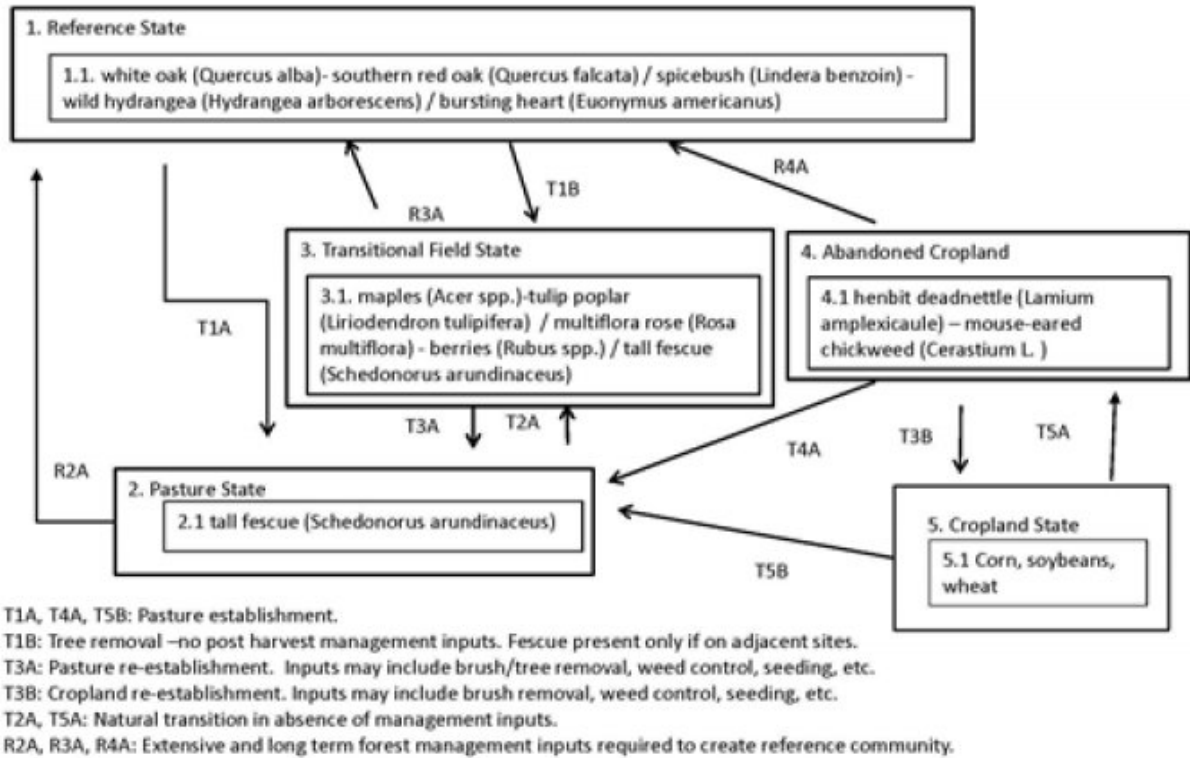 1. Reference State
1.1. white oak (Quercus alba)- southern red oak (Quercus falcata) / spicebush (Lindera benzoin) -
wild hydrangea (Hydrangea arborescens) / bursting heart (Euonymus americanus)
R4A
T1B
R3A
3. Transitional Field State
3.1. maples (Acer spp.)-tulip poplar
(Liriodendron tulipifera) / multiflora rose (Rosa
multiflora) - berries (Rubus spp.) / tall fescue
(Schedonorus arundinaceus)
4. Abandoned Cropland
4.1 henbit deadnettle (Lamium
amplexicaule) – mouse-eared
chickweed (Cerastium L. )
T1A
T3A
T2A
T4A
T3B
T5A
R2A
2. Pasture State
2.1 tall fescue (Schedonorus arundinaceus)
5. Cropland State
5.1 Corn, soybeans,
wheat
T5B
T1A, T4A, T5B: Pasture establishment.
T1B: Tree removal –no post harvest management inputs. Fescue present only if on adjacent sites.
T3A: Pasture re-establishment. Inputs may include brush/tree removal, weed control, seeding, etc.
T3B: Cropland re-establishment. Inputs may include brush removal, weed control, seeding, etc.
T2A, T5A: Natural transition in absence of management inputs.
R2A, R3A, R4A: Extensive and long term forest management inputs required to create reference community.